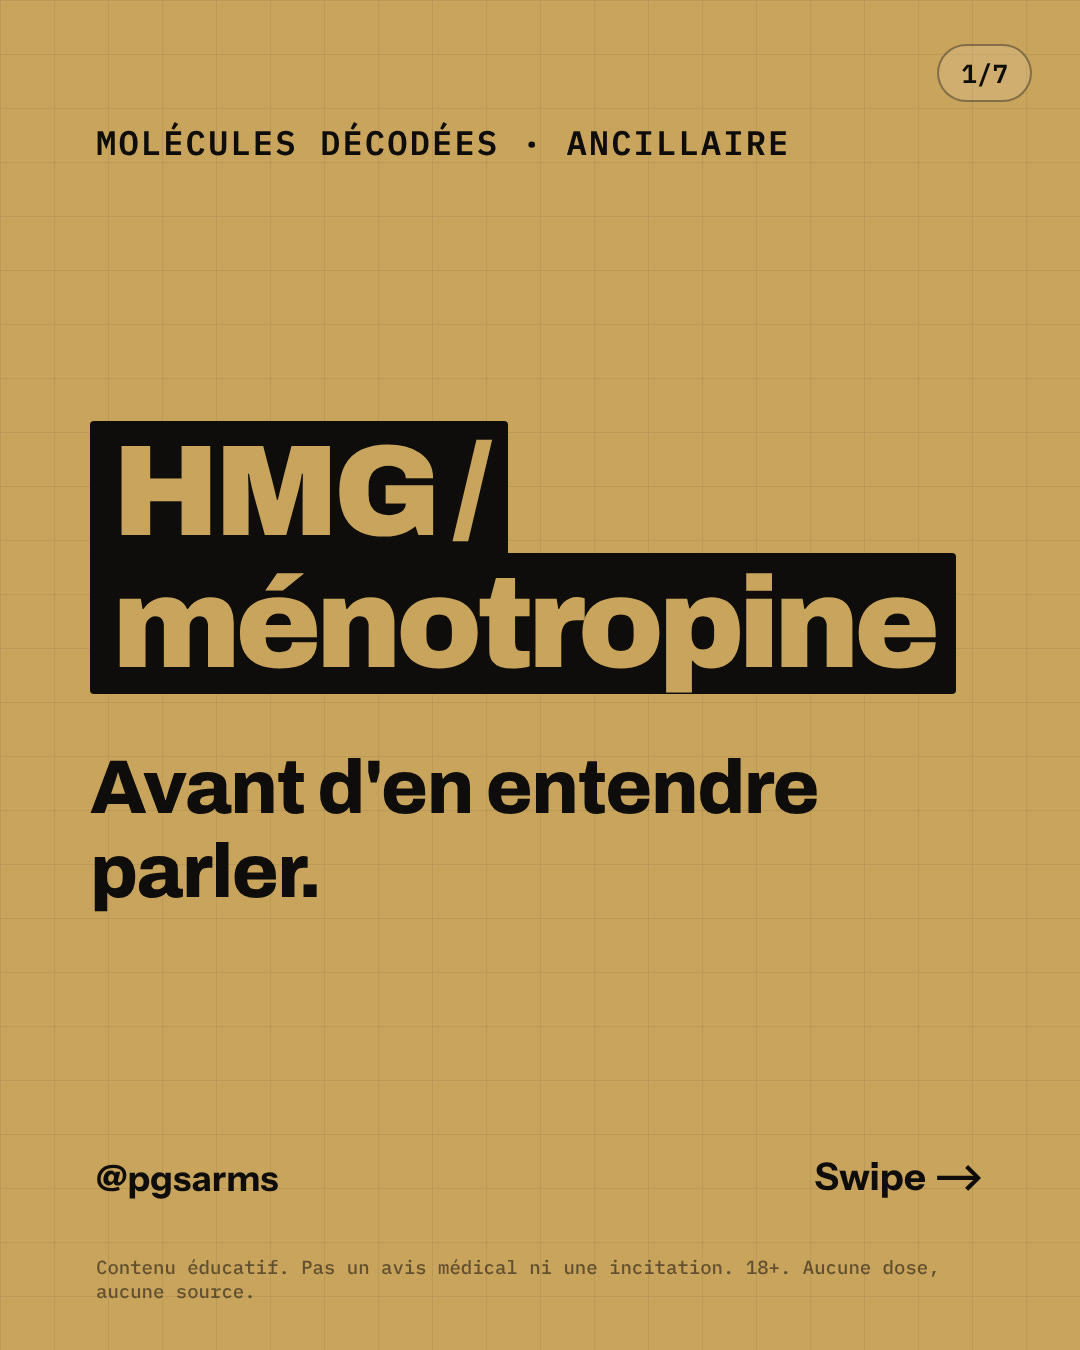 1/7
MOLÉCULES DÉCODÉES · ANCILLAIRE
HMG /
ménotropine
Avant d'en entendre
parler.
@pgsarms
Swipe →
Contenu éducatif. Pas un avis médical ni une incitation. 18+. Aucune dose,
aucune source.